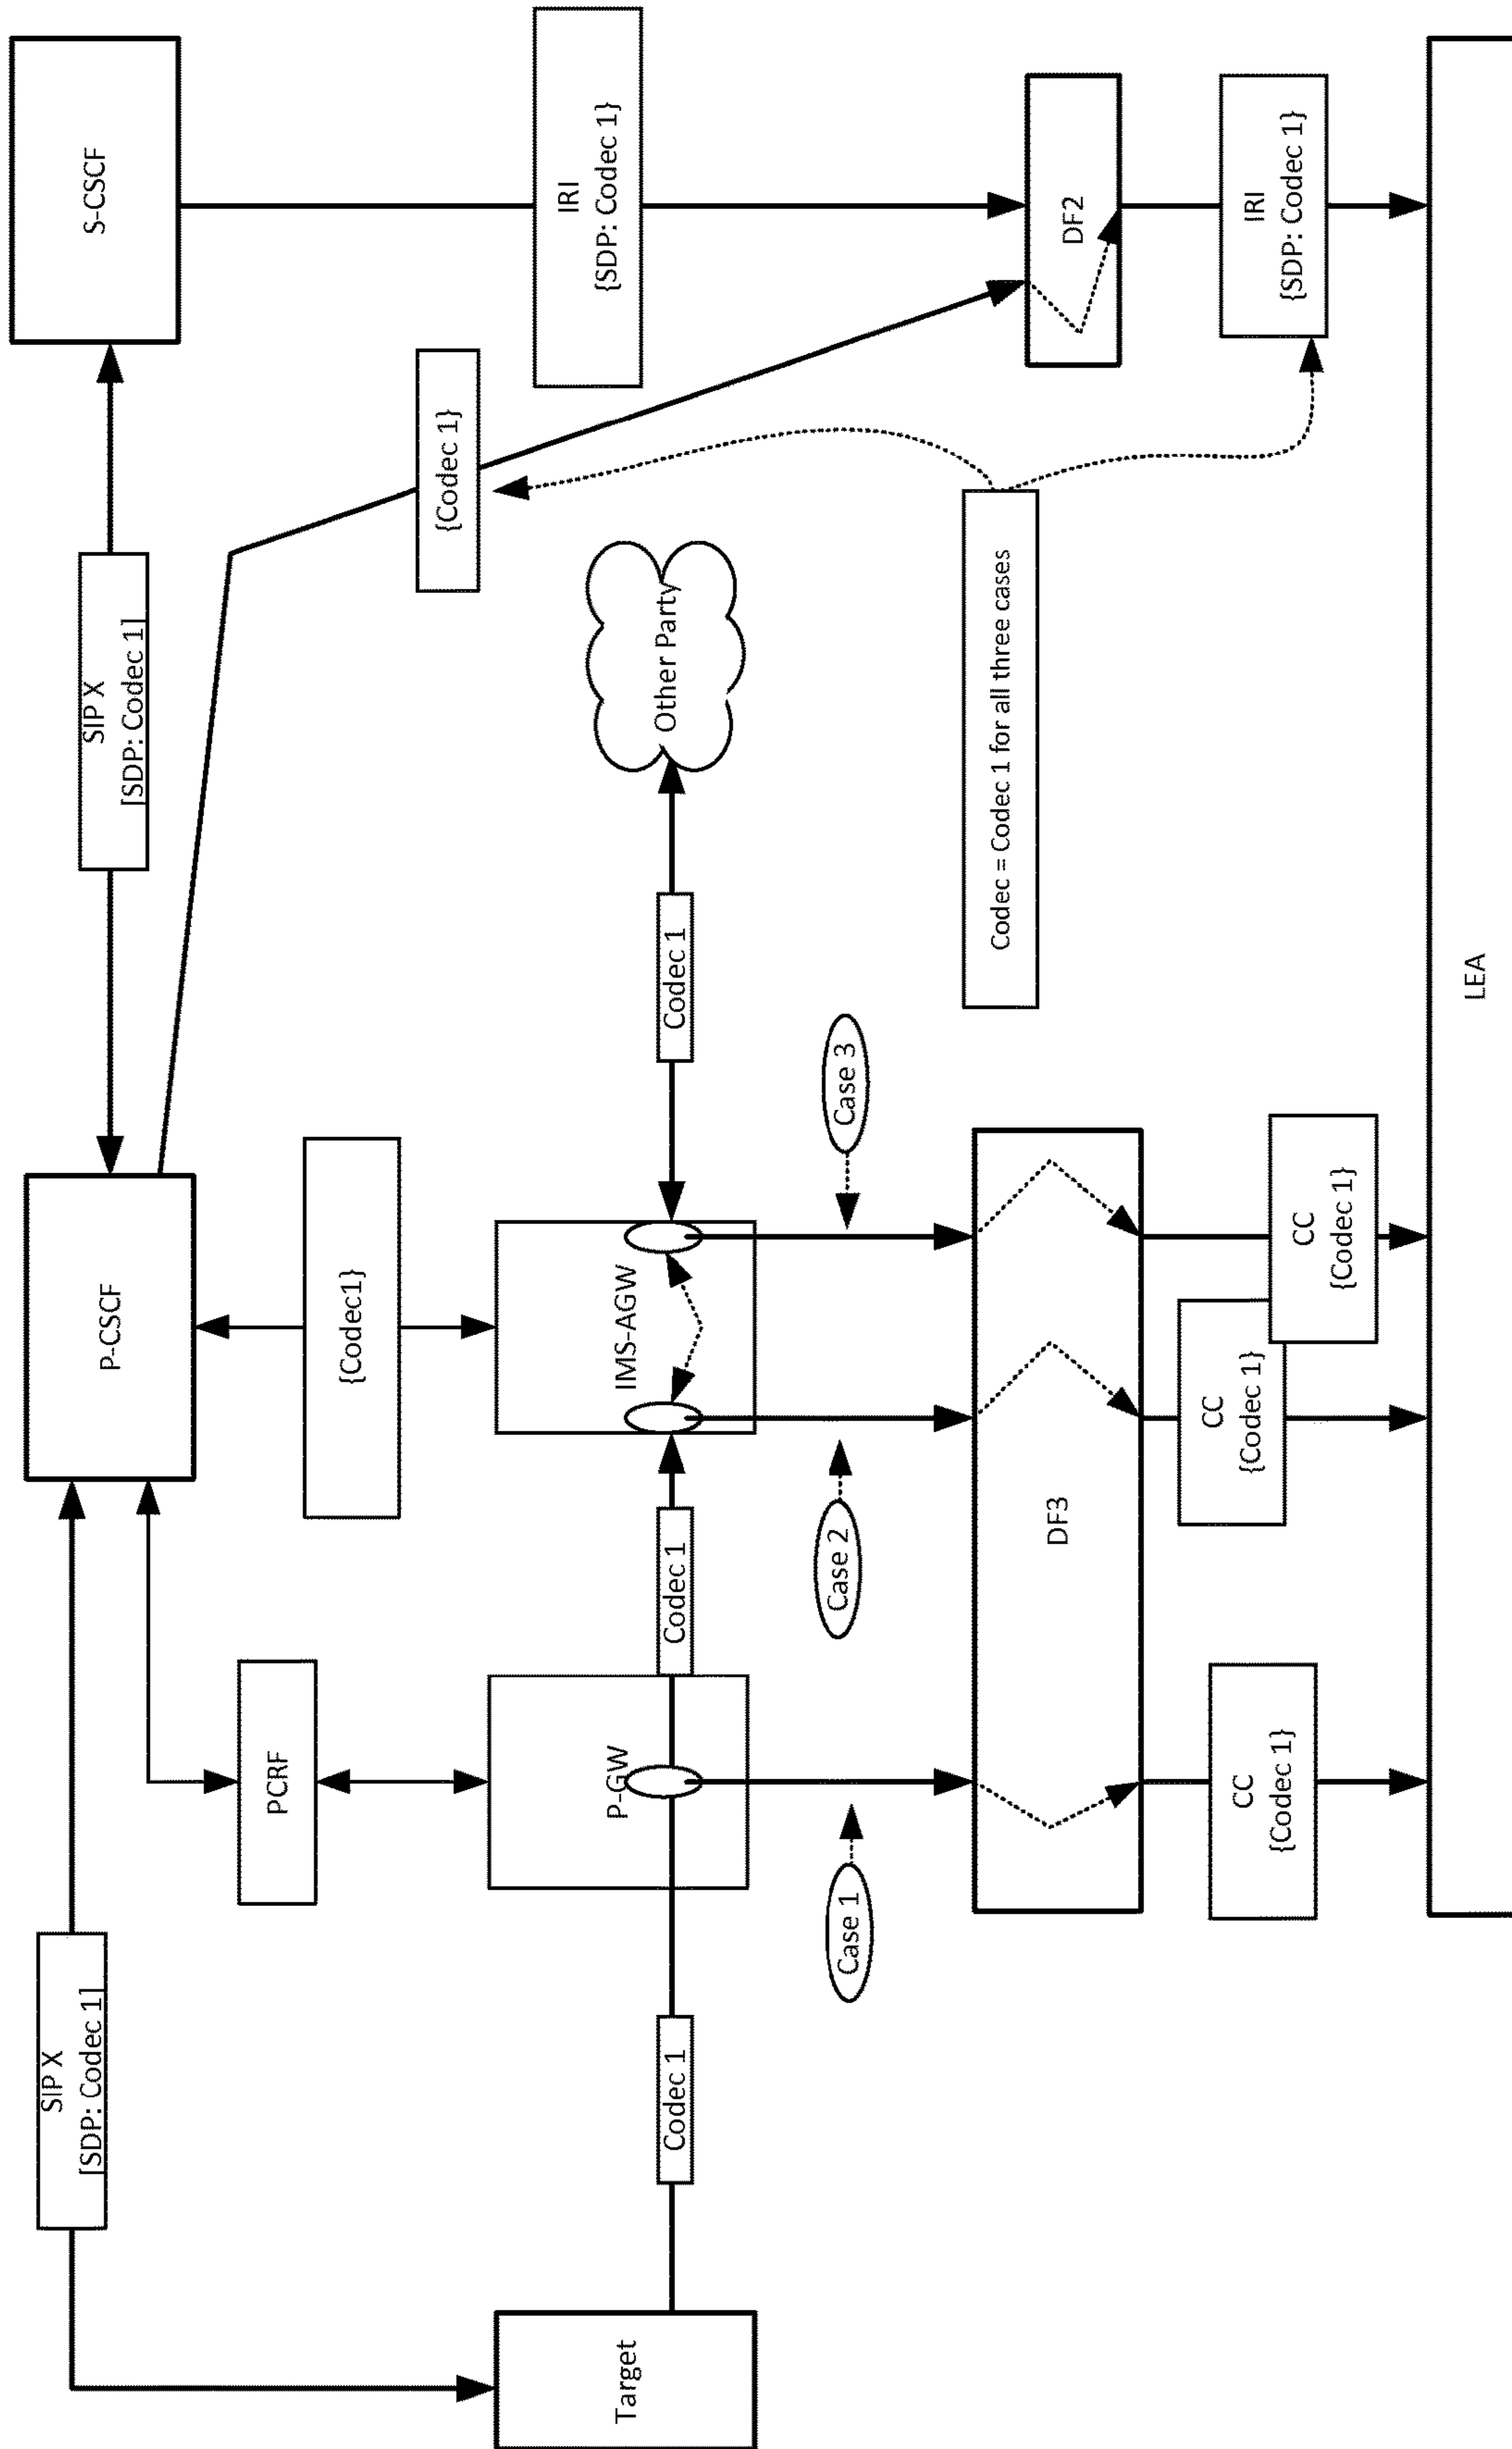 SIP X
[SDP: Codec 1]
P-CSCF
SIP X
[SDP: Codec 1]
S-CSCF
PCRF
{Codec1}
{Codec 1}
IRI
{SDP: Codec 1}
Target
Codec 1
P-GW
Codec 1
IMS-AGW
Codec 1
Other Party
Case 1
Case 2
Case 3
Codec = Codec 1 for all three cases
DF3
DF2
CC
{Codec 1}
CC
{Codec 1}
CC
{Codec 1}
IRI
{SDP: Codec 1}
LEA